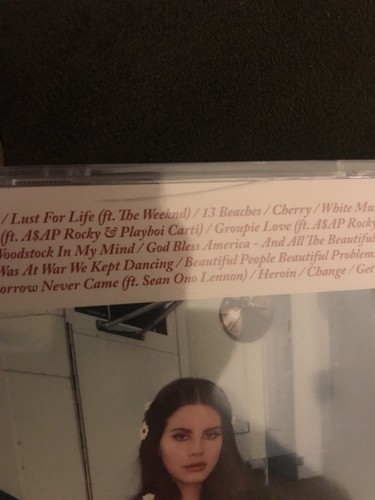 / Lust For Life (ft. The Weeknd) / 13 Beaches / Cherry / White Mus
(ft. A$AP Rocky & Playboi Carti) / Groupie Love (ft. A$AP Rocky
Woodstock In My Mind / God Bless America - And All The Beautiful
Was At War We Kept Dancing / Beautiful People Beautiful Problem
orrow Never Came (ft. Sean Ono Lennon) / Heroin / Change / Get